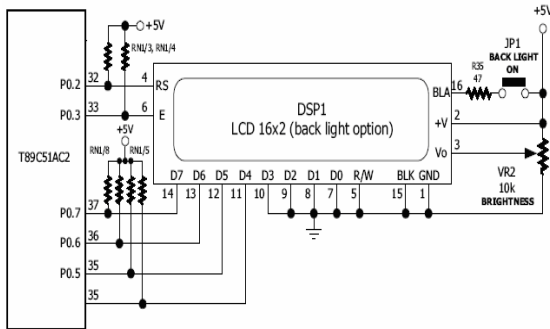 +5V
+5V
RN1/3, RN1/4
JP1
BACK LIGHT
ON
R35
47
P0.2 32
4 RS
BLA 16
P0.3 33
6 E
DSP1
LCD 16x2 (back light option)
+V 2
Vo 3
+5V
RN1/8 RN1/5
T89C51AC2
VR2
10k
BRIGHTNESS
D7 D6 D5 D4 D3 D2 D1 D0 R/W BLK GND
14 13 12 11 10 9 8 7 5 15 1
P0.7 37
P0.6 36
P0.5 35
35